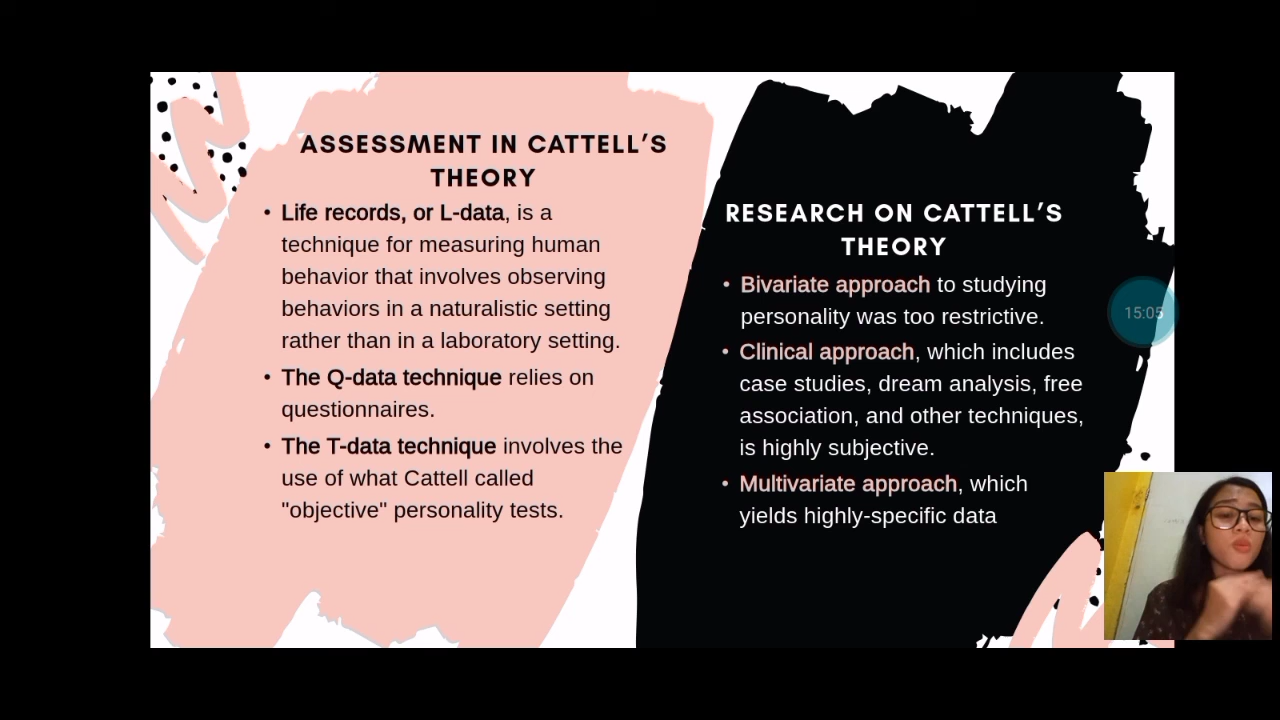 ASSESSMENT IN CATTELL'S
THEORY
• Life records, or L-data, is a
technique for measuring human
behavior that involves observing
behaviors in a naturalistic setting
rather than in a laboratory setting.
• The Q-data technique relies on
questionnaires.
• The T-data technique involves the
use of what Cattell called
"objective" personality tests.
RESEARCH ON CATTELL'S
THEORY
• Bivariate approach to studying
personality was too restrictive.
• Clinical approach, which includes
case studies, dream analysis, free
association, and other techniques,
is highly subjective.
• Multivariate approach, which
yields highly-specific data
15:05